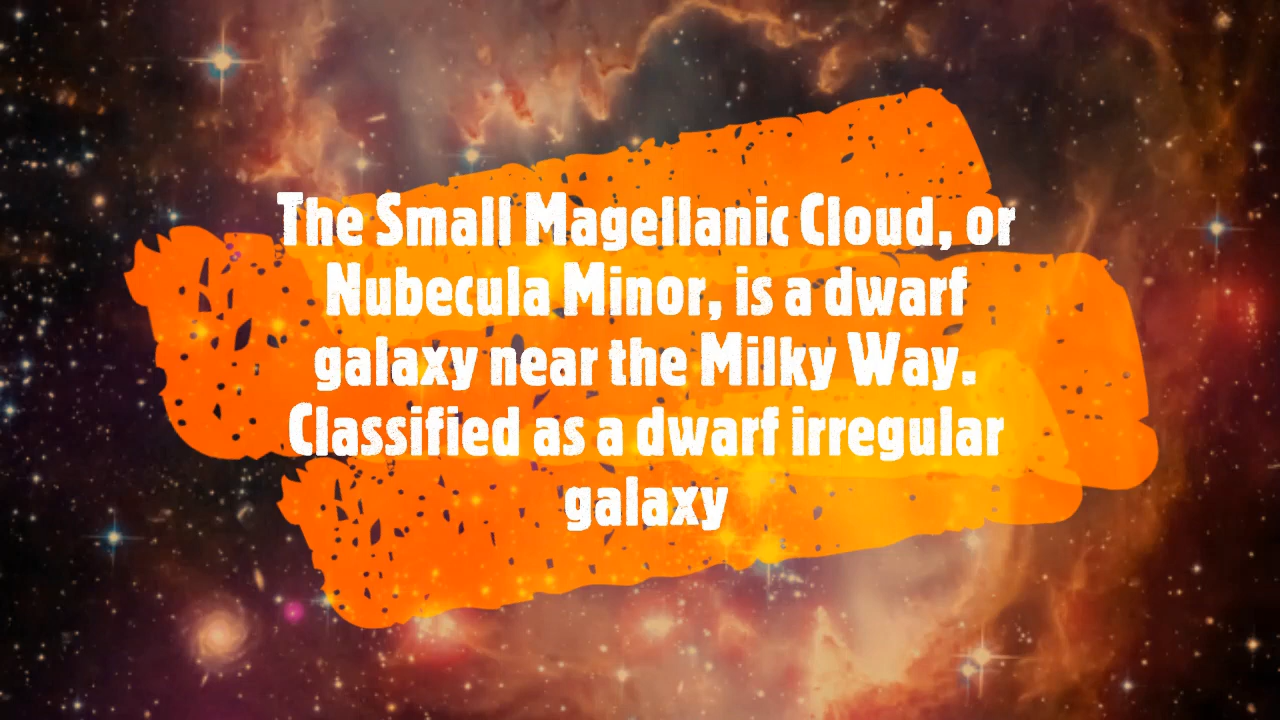 The Small Magellanic Cloud, or
Nubecula Minor, is a dwarf
galaxy near the Milky Way.
Classified as a dwarf irregular
galaxy